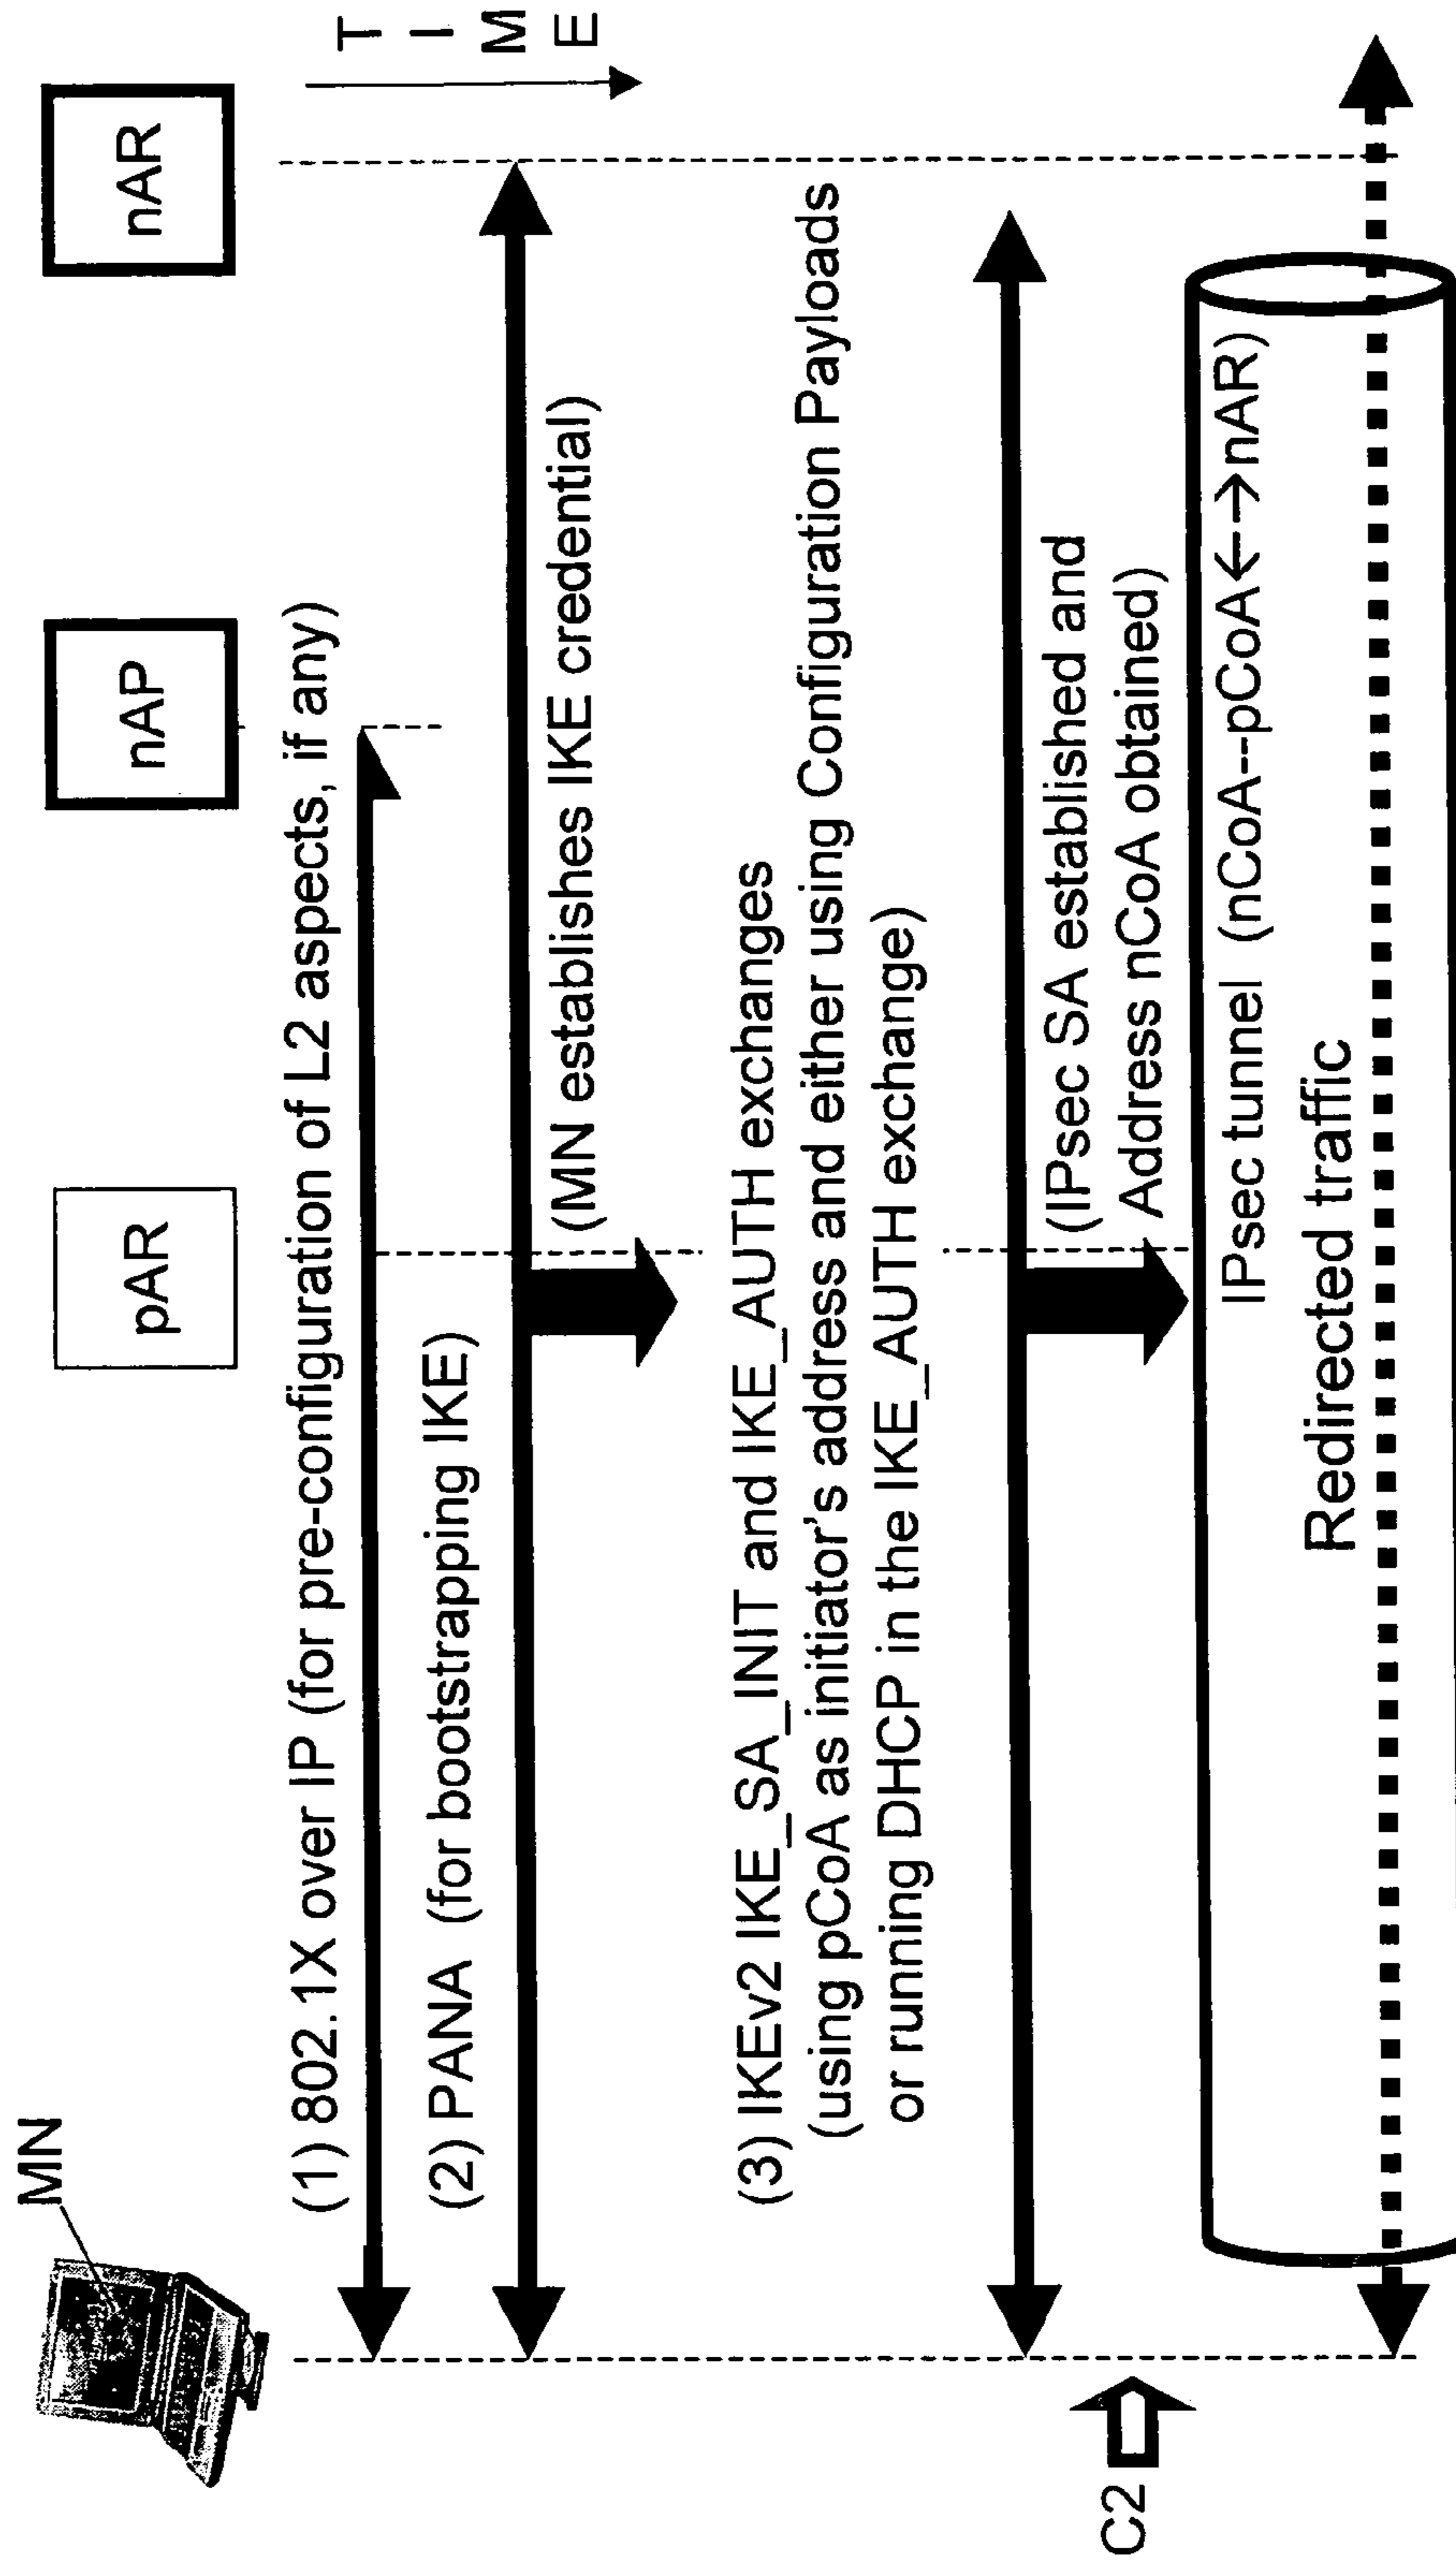 MN
pAR
nAP
nAR
T
I
M
E
(1) 802.1X over IP (for pre-configuration of L2 aspects, if any)
(2) PANA (for bootstrapping IKE)
(MN establishes IKE credential)
(3) IKEv2 IKE_SA_INIT and IKE_AUTH exchanges
(using pCoA as initiator's address and either using Configuration Payloads
or running DHCP in the IKE_AUTH exchange)
(IPsec SA established and
Address nCoA obtained)
C2
IPsec tunnel (nCoA--pCoA←→nAR)
Redirected traffic